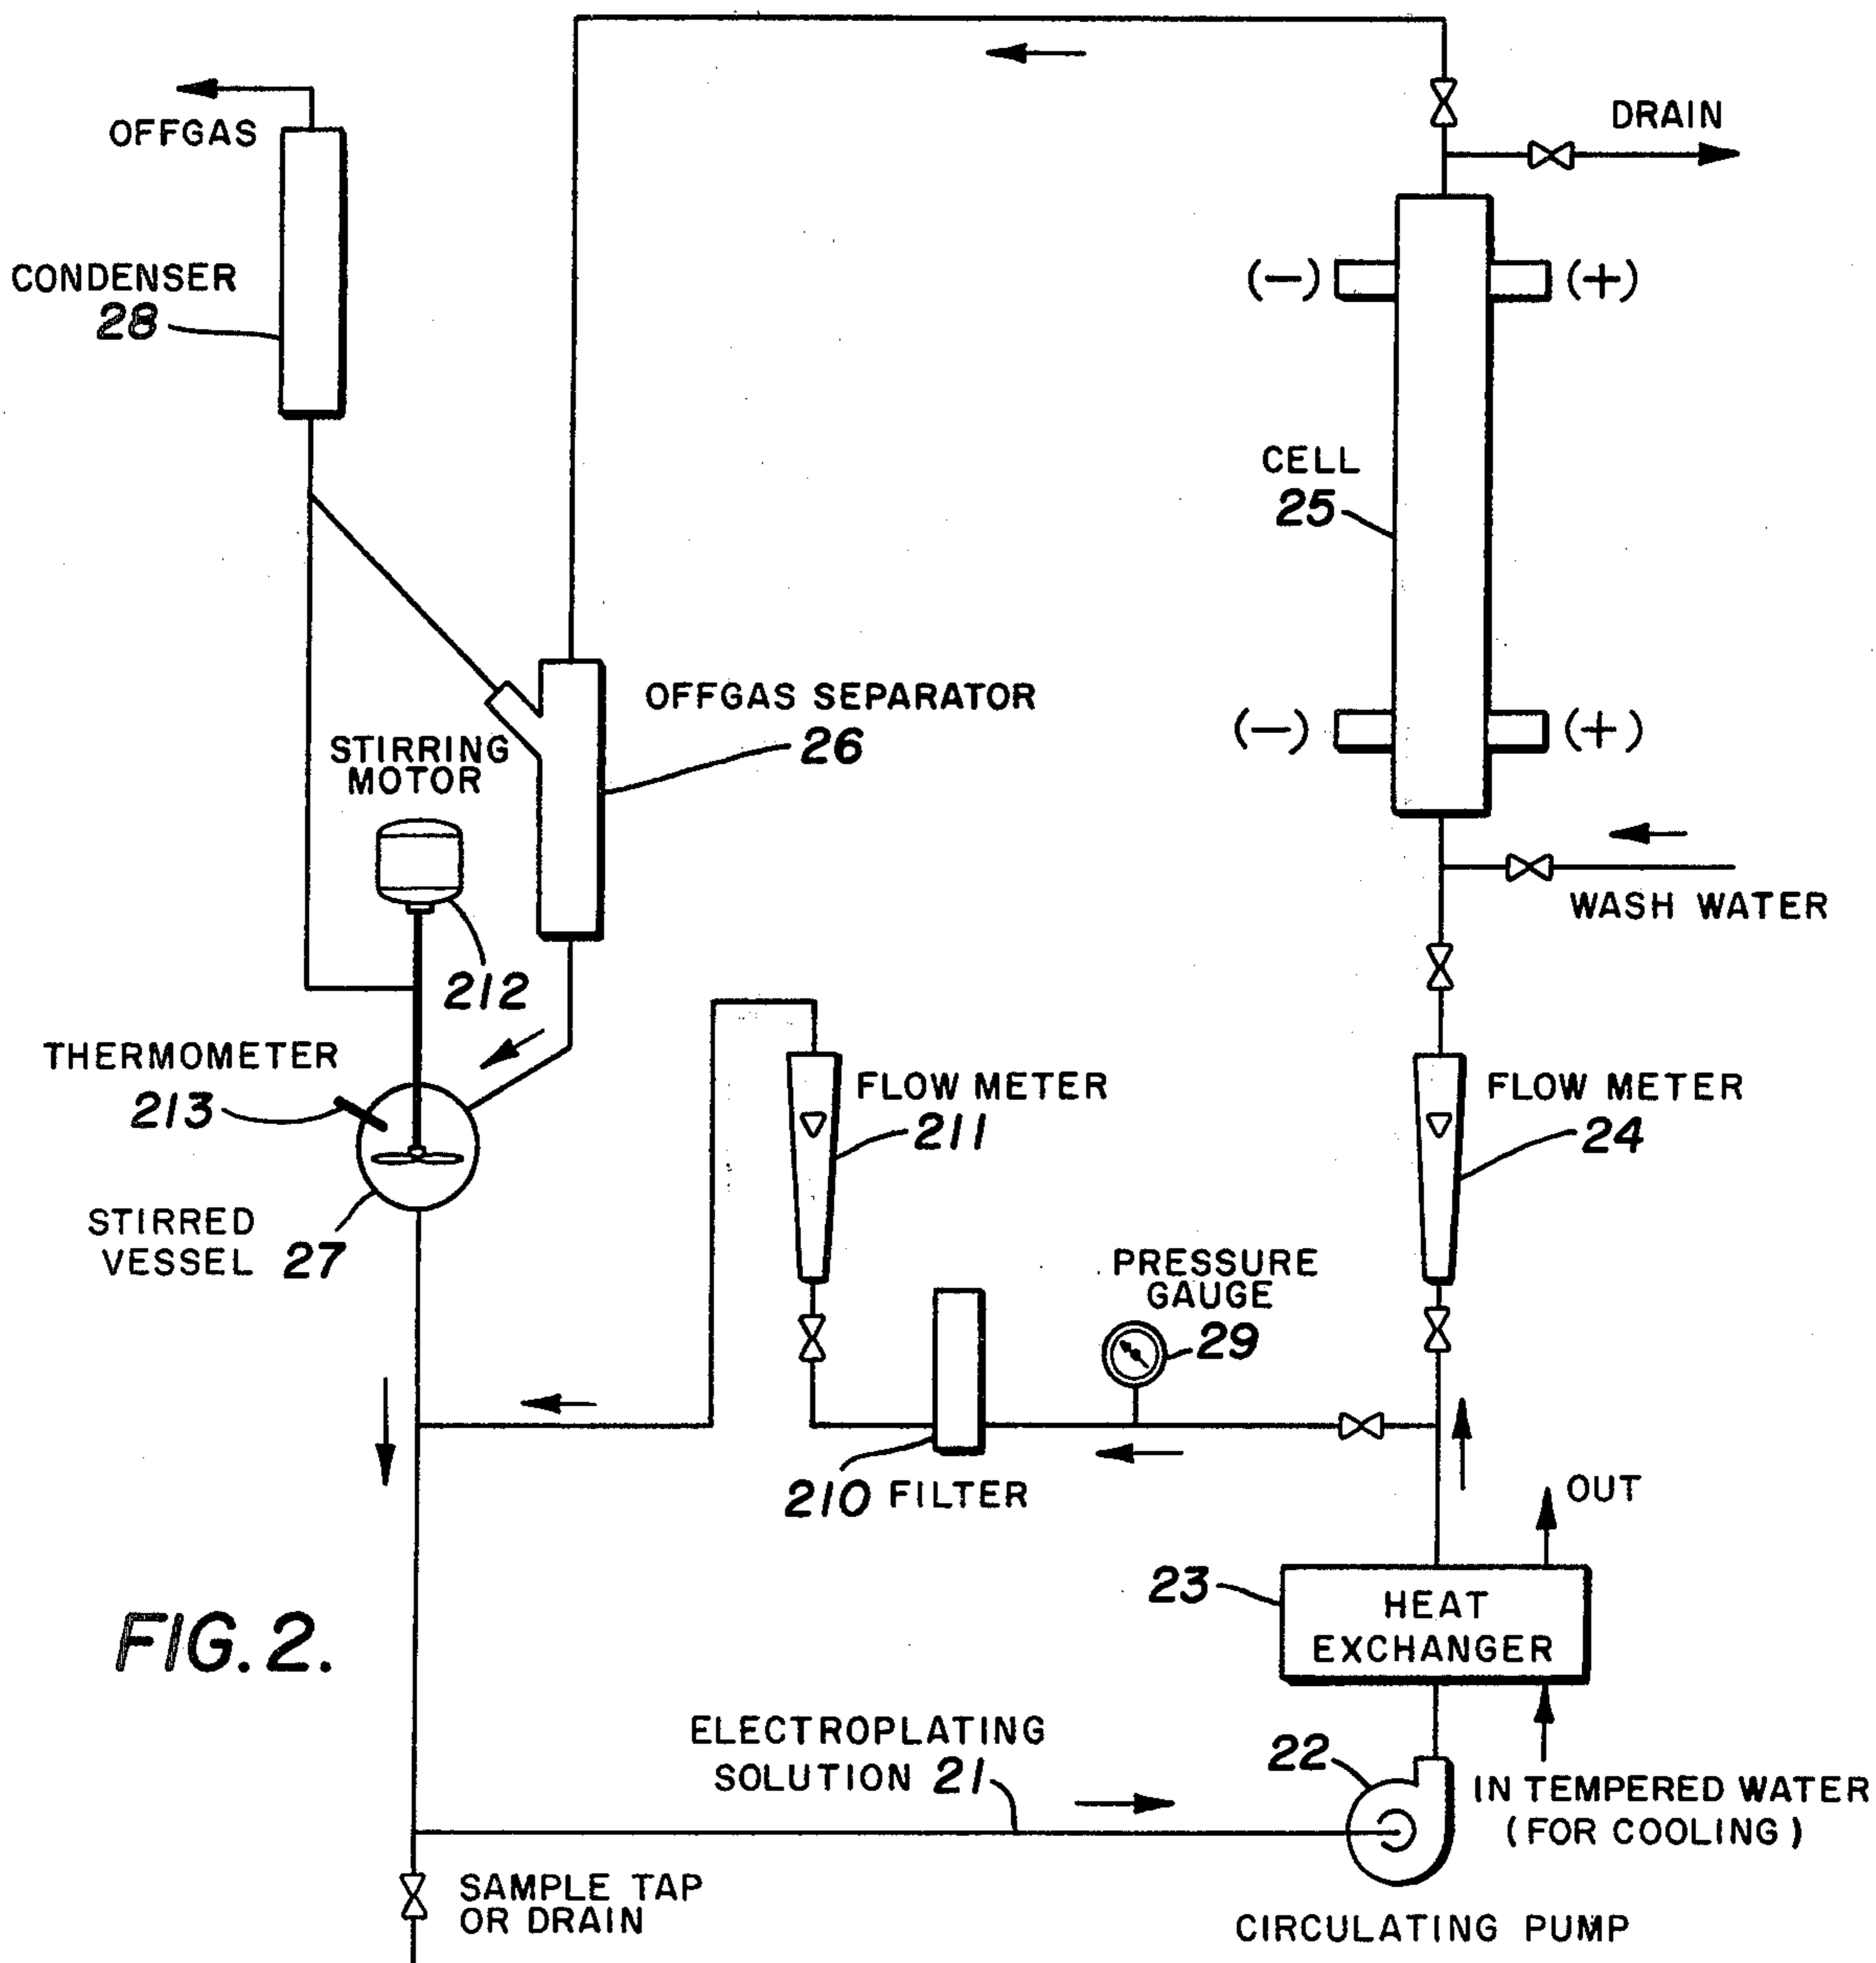 OFFGAS
DRAIN
CONDENSER
28
(−)
(+)
CELL
25
OFFGAS SEPARATOR
26
(−)
(+)
STIRRING
MOTOR
212
WASH WATER
THERMOMETER
213
FLOW METER
211
FLOW METER
24
STIRRED
VESSEL 27
PRESSURE
GAUGE
29
210 FILTER
OUT
23
HEAT
EXCHANGER
FIG. 2.
ELECTROPLATING
SOLUTION 21
22
IN TEMPERED WATER
(FOR COOLING)
SAMPLE TAP
OR DRAIN
CIRCULATING PUMP